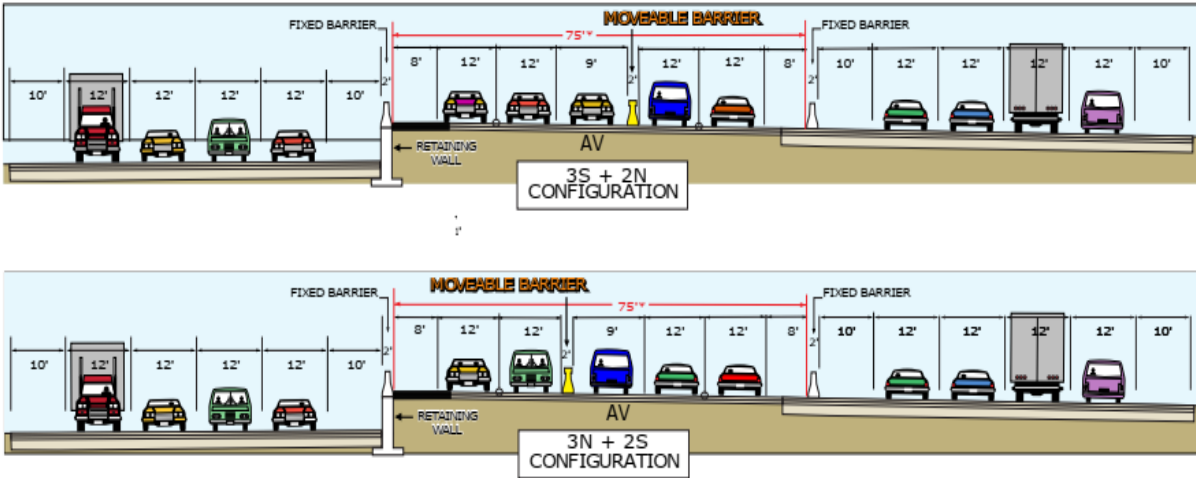 MOVEABLE BARRIER
FIXED BARRIER
75'*
FIXED BARRIER
10' 12' 12' 12' 12' 10' 2' 8' 12' 12' 9' 2' 12' 12' 8' 2' 10' 12' 12' 12' 12' 10'
RETAINING
WALL
AV
3S + 2N
CONFIGURATION
MOVEABLE BARRIER
FIXED BARRIER
75'*
FIXED BARRIER
10' 12' 12' 12' 12' 10' 2' 8' 12' 12' 2' 9' 12' 12' 8' 2' 10' 12' 12' 12' 12' 10'
RETAINING
WALL
AV
3N + 2S
CONFIGURATION